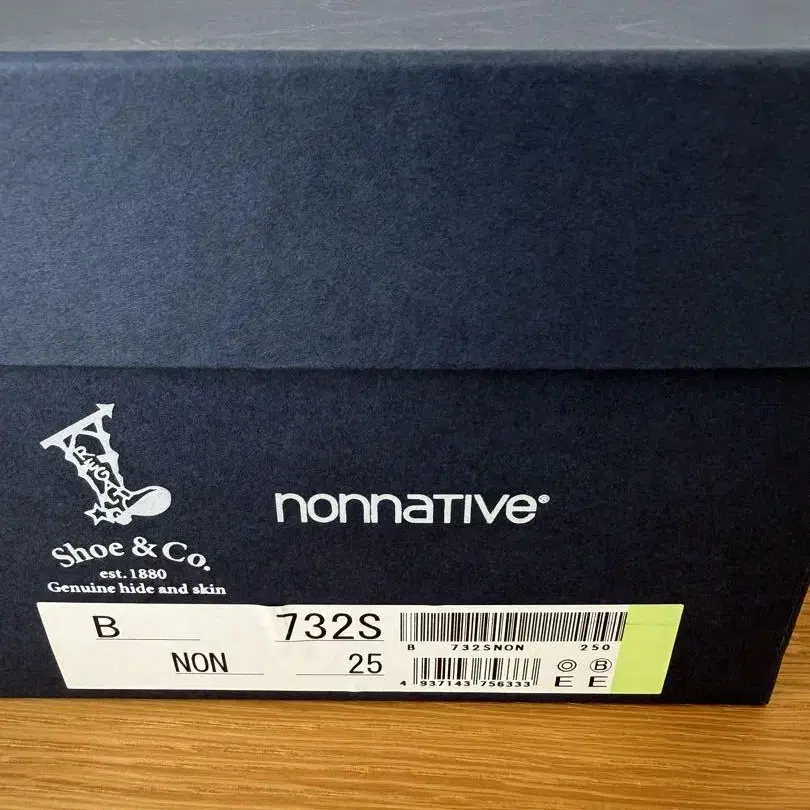 REGAL
Shoe & Co.
est. 1880
Genuine hide and skin
nonnative®
B 732S
NON 25
B 732SNON 250
4 937143 756333
◎ Ⓑ
E E